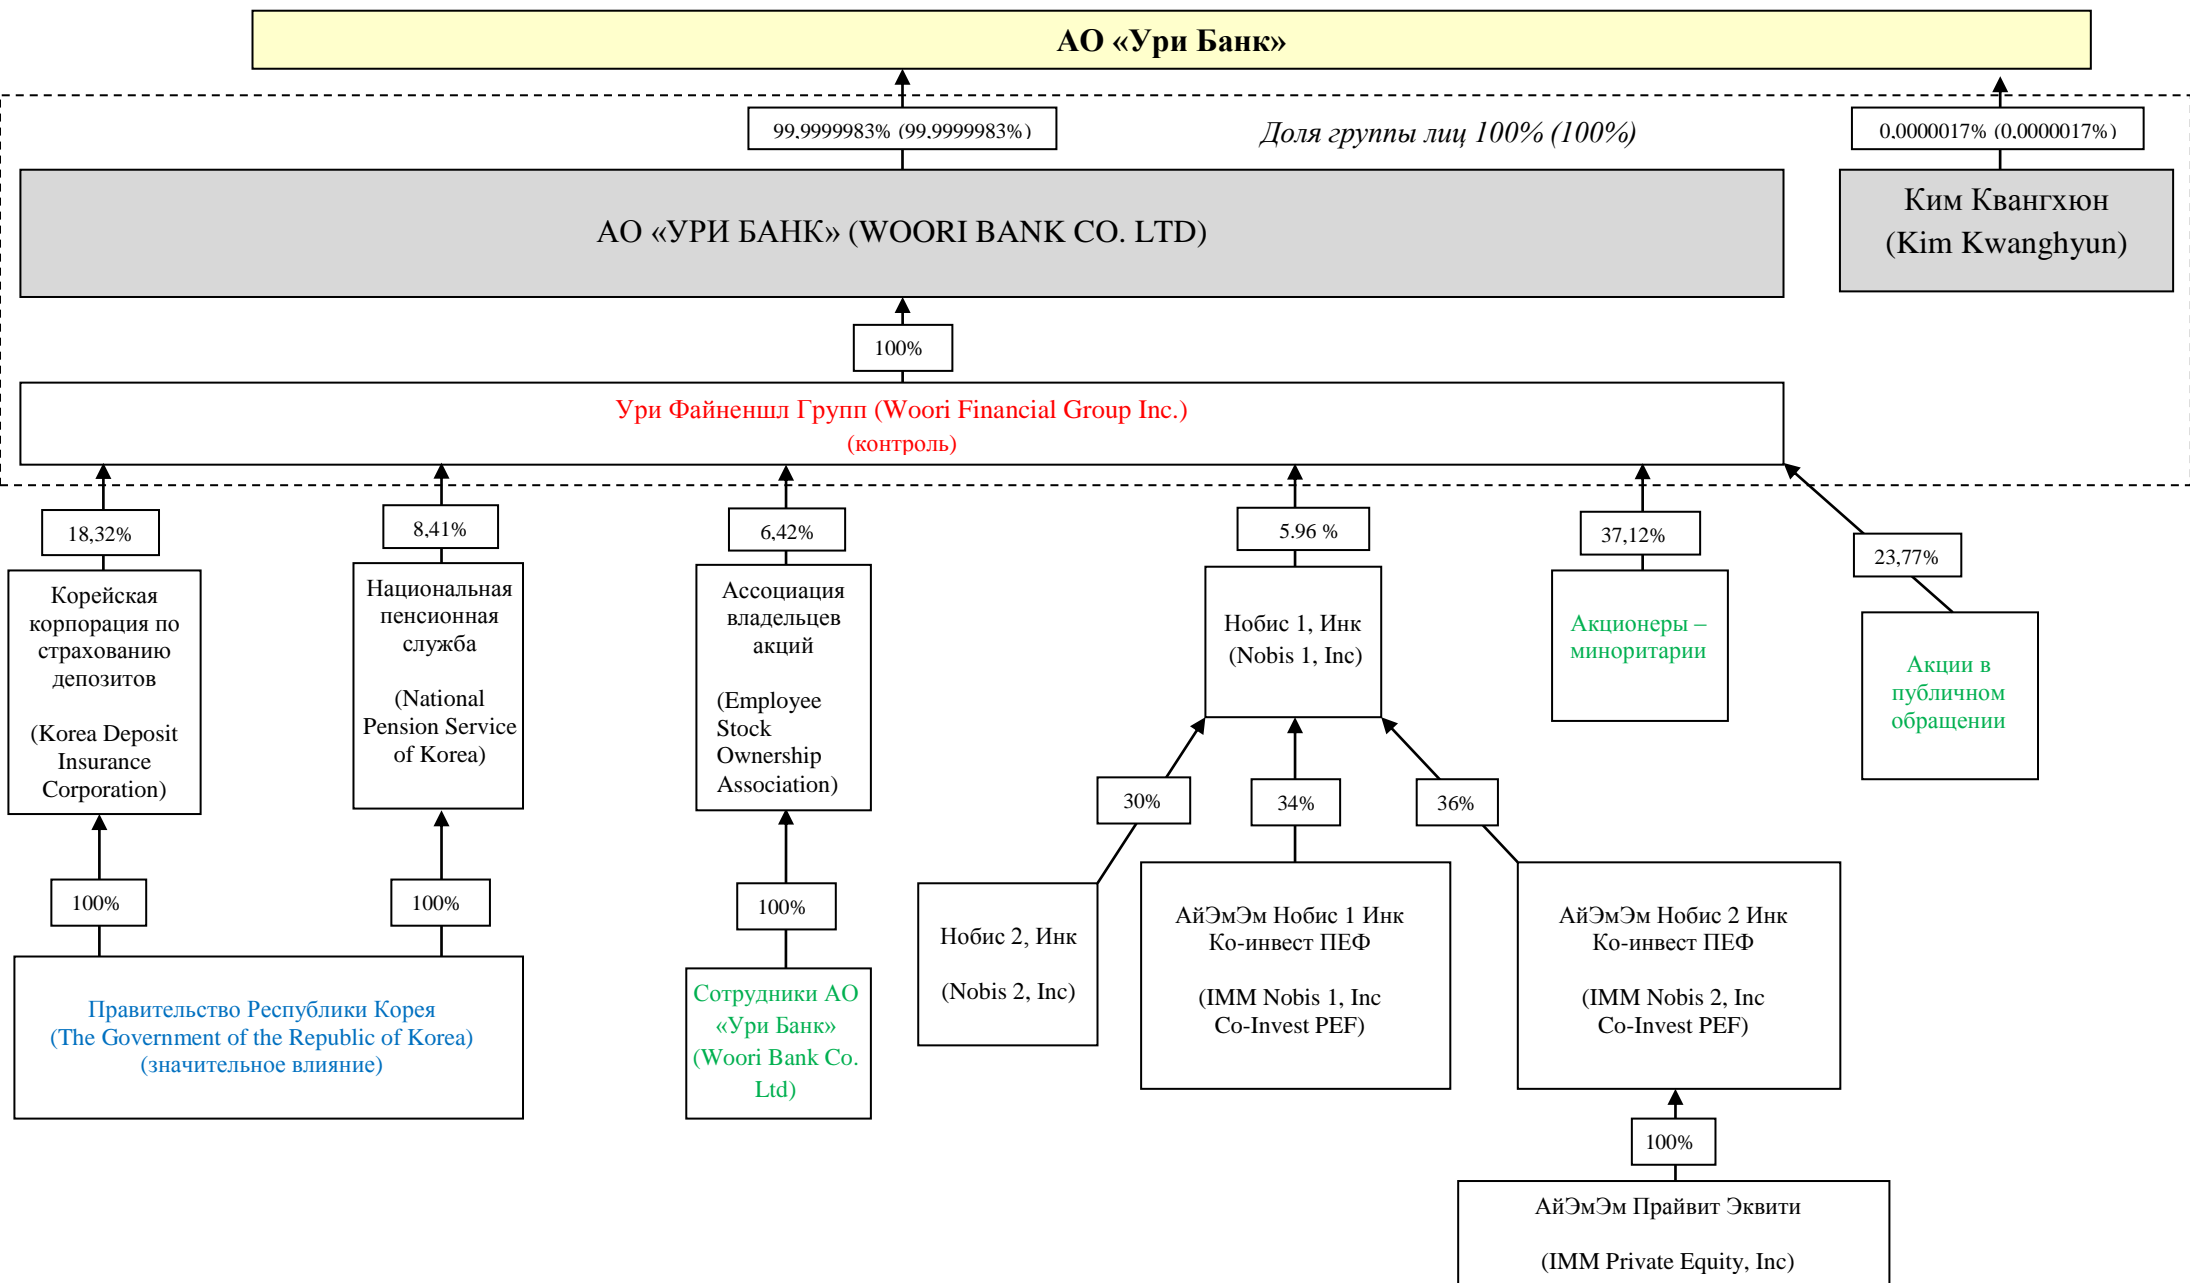 АО «Ури Банк»
99,9999983% (99,9999983%)
Доля группы лиц 100% (100%)
0,0000017% (0,0000017%)
АО «УРИ БАНК» (WOORI BANK CO. LTD)
Ким Квангхюн
(Kim Kwanghyun)
100%
Ури Файненшл Групп (Woori Financial Group Inc.)
(контроль)
18,32%
8,41%
6,42%
5.96 %
37,12%
23,77%
Корейская
корпорация по
страхованию
депозитов
(Korea Deposit
Insurance
Corporation)
Национальная
пенсионная
служба
(National
Pension Service
of Korea)
Ассоциация
владельцев
акций
(Employee
Stock
Ownership
Association)
Нобис 1, Инк
(Nobis 1, Inc)
Акционеры –
миноритарии
Акции в
публичном
обращении
30%
34%
36%
100%
100%
100%
Правительство Республики Корея
(The Government of the Republic of Korea)
(значительное влияние)
Сотрудники АО
«Ури Банк»
(Woori Bank Co.
Ltd)
Нобис 2, Инк
(Nobis 2, Inc)
АйЭмЭм Нобис 1 Инк
Ко-инвест ПЕФ
(IMM Nobis 1, Inc
Co-Invest PEF)
АйЭмЭм Нобис 2 Инк
Ко-инвест ПЕФ
(IMM Nobis 2, Inc
Co-Invest PEF)
100%
АйЭмЭм Прайвит Эквити
(IMM Private Equity, Inc)